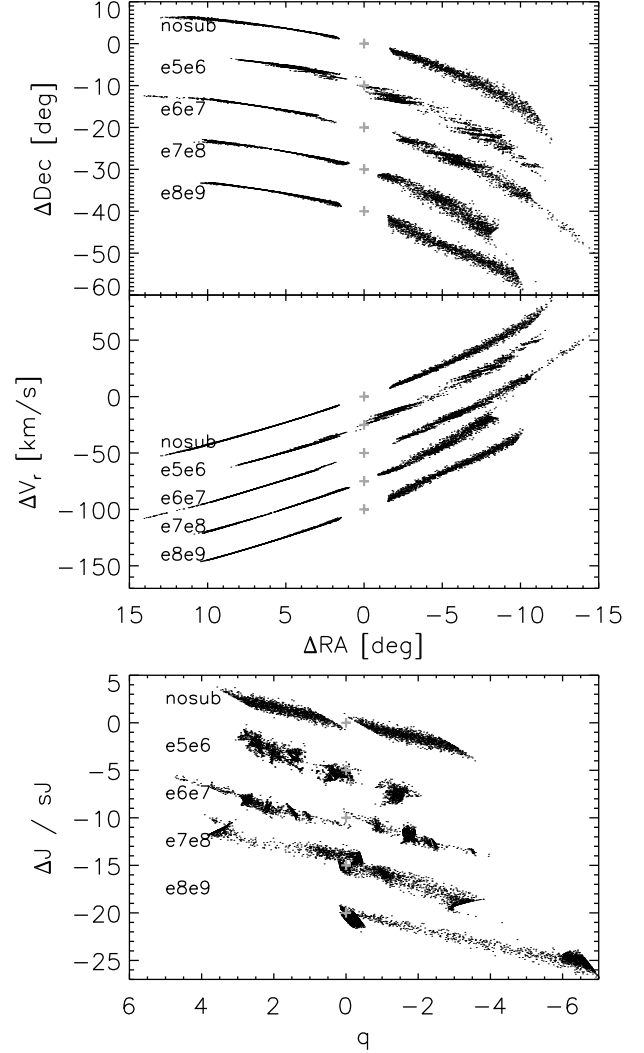 10
0
−10
−20
−30
−40
−50
−60
ΔDec [deg]
nosub
e5e6
e6e7
e7e8
e8e9
50
0
−50
−100
−150
ΔVr [km/s]
nosub
e5e6
e6e7
e7e8
e8e9
15 10 5 0 −5 −10 −15
ΔRA [deg]
5
0
−5
−10
−15
−20
−25
ΔJ / sJ
nosub
e5e6
e6e7
e7e8
e8e9
6 4 2 0 −2 −4 −6
q